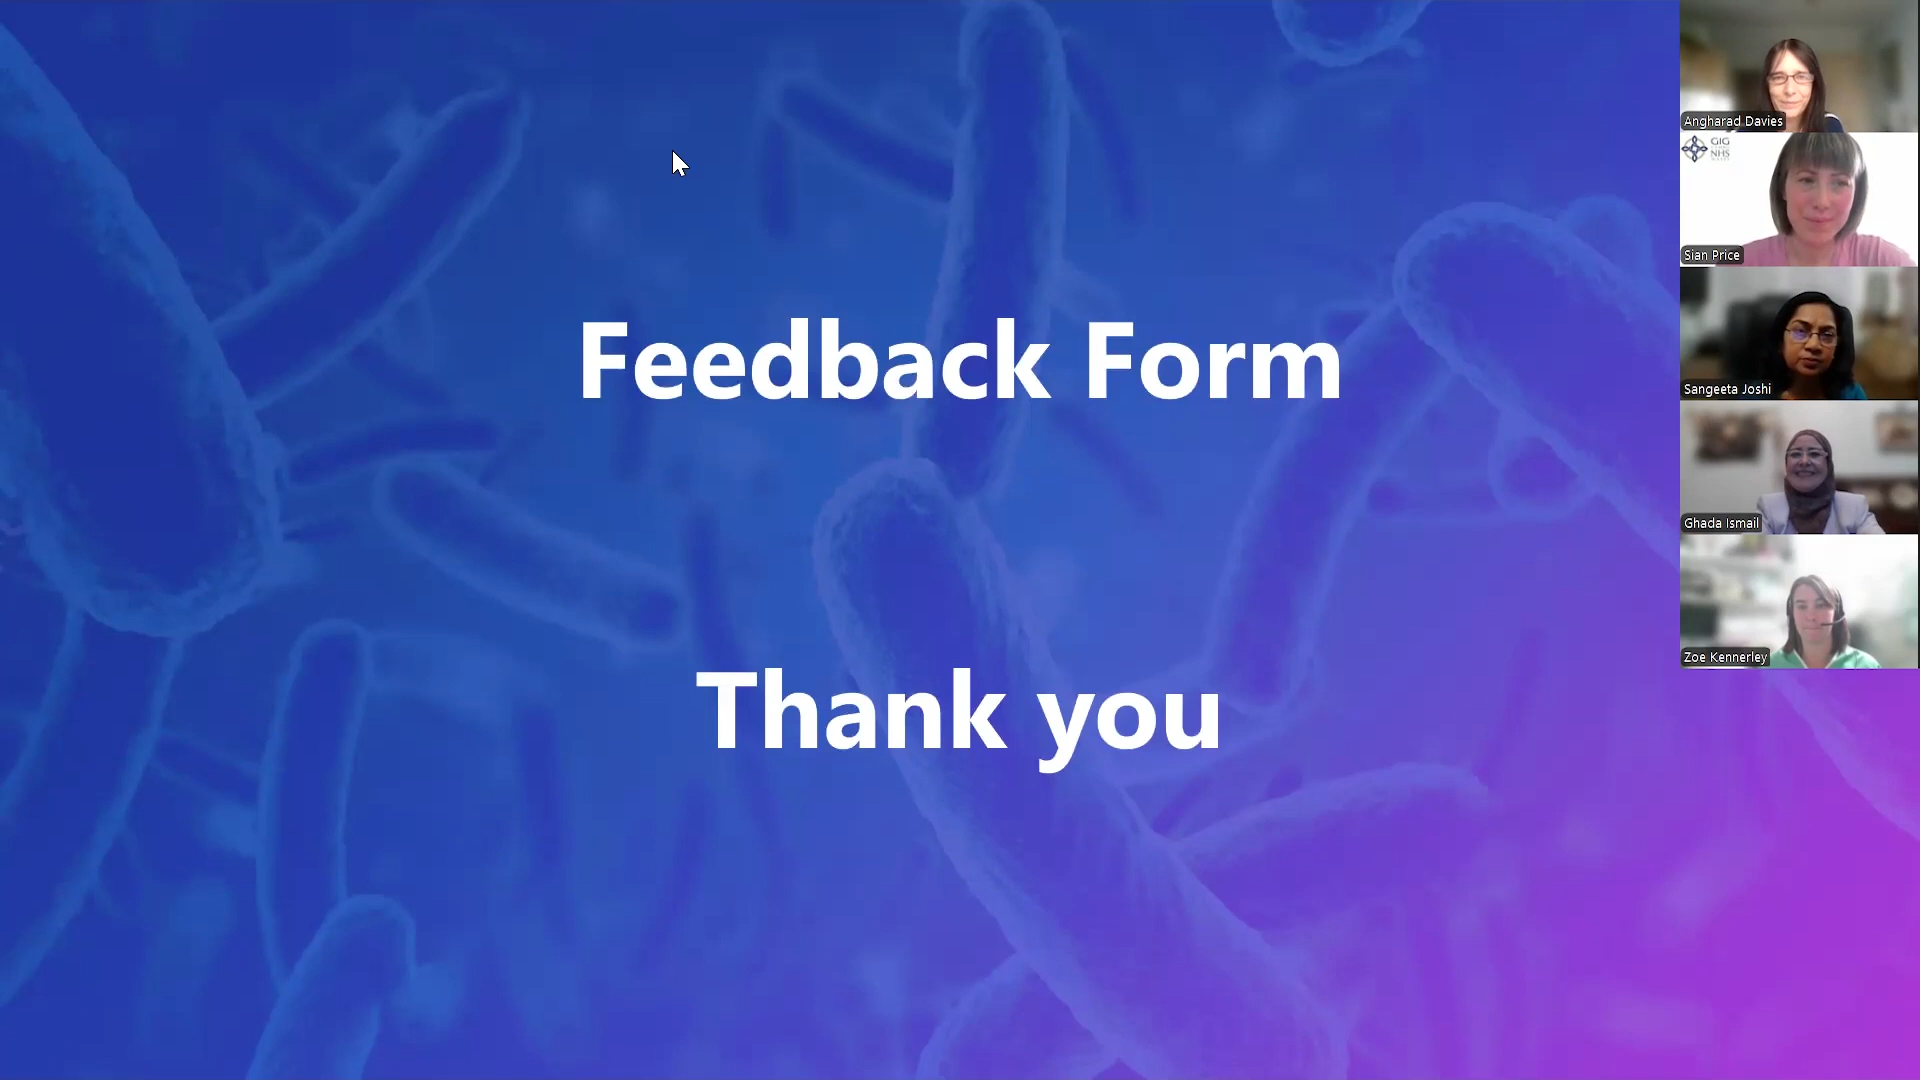 Feedback Form
Thank you
Angharad Davies
GIG
NHS
Sian Price
Sangeeta Joshi
Ghada Ismail
Zoe Kennerley